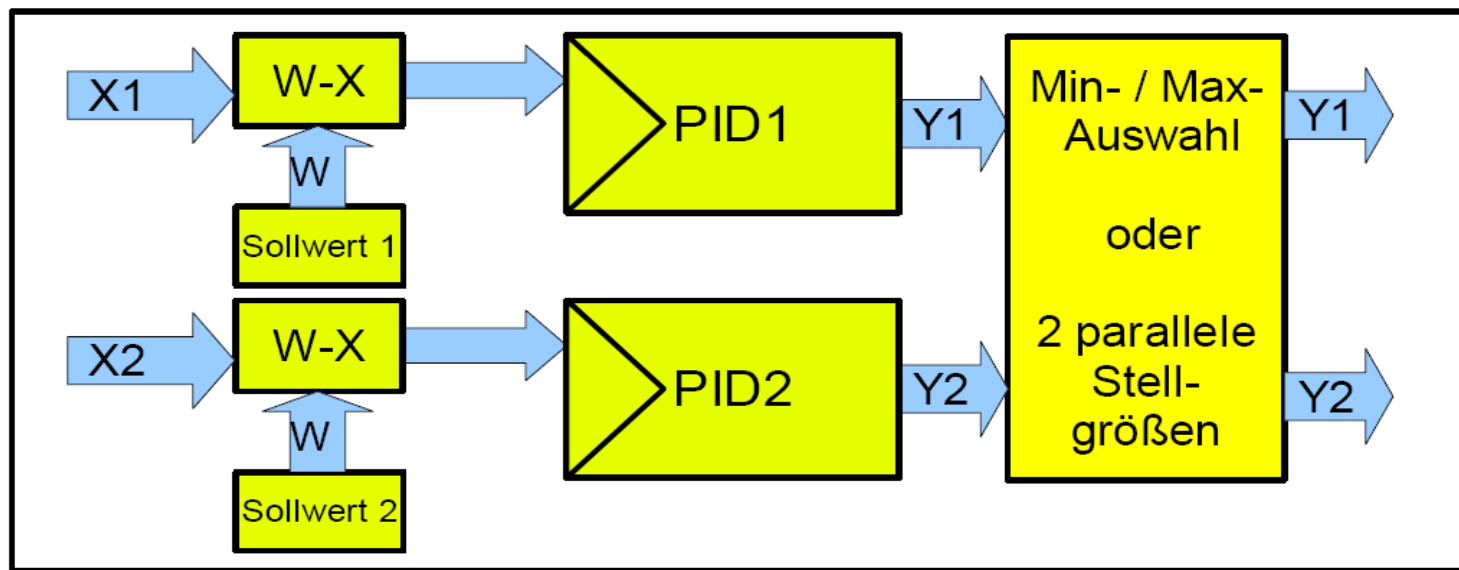 X1
W-X
W
Sollwert 1
PID1
Y1
X2
W-X
W
Sollwert 2
PID2
Y2
Min- / Max-
Auswahl
oder
2 parallele
Stell-
größen
Y1
Y2